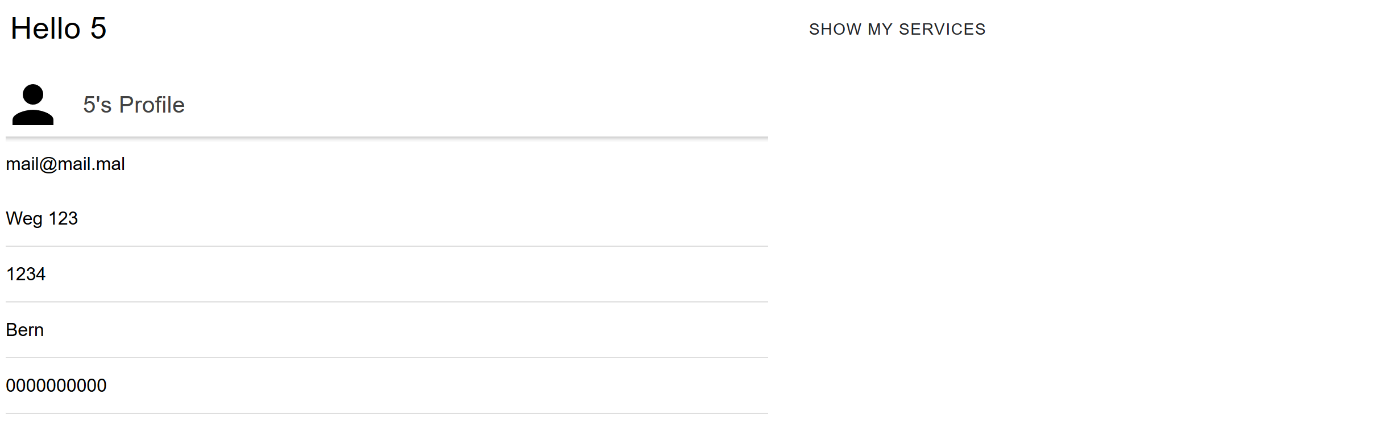 Hello 5
SHOW MY SERVICES
5's Profile
mail@mail.mal
Weg 123
1234
Bern
0000000000